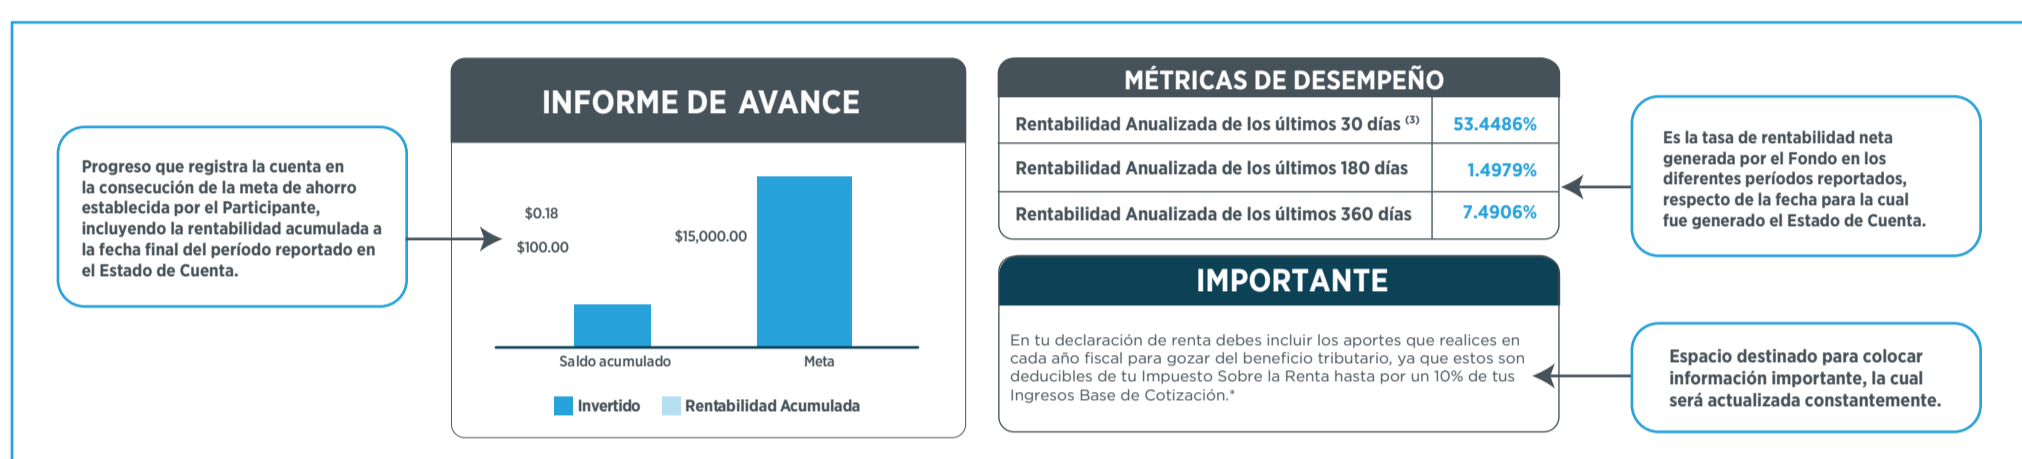 Progreso que registra la cuenta en
la consecución de la meta de ahorro
establecida por el Participante,
incluyendo la rentabilidad acumulada a
la fecha final del período reportado en
el Estado de Cuenta.
INFORME DE AVANCE
$0.18
$100.00
$15,000.00
Saldo acumulado
Meta
Invertido
Rentabilidad Acumulada
MÉTRICAS DE DESEMPEÑO
Rentabilidad Anualizada de los últimos 30 días (3) 53.4486%
Rentabilidad Anualizada de los últimos 180 días 1.4979%
Rentabilidad Anualizada de los últimos 360 días 7.4906%
Es la tasa de rentabilidad neta
generada por el Fondo en los
diferentes períodos reportados,
respecto de la fecha para la cual
fue generado el Estado de Cuenta.
IMPORTANTE
En tu declaración de renta debes incluir los aportes que realices en
cada año fiscal para gozar del beneficio tributario, ya que estos son
deducibles de tu Impuesto Sobre la Renta hasta por un 10% de tus
Ingresos Base de Cotización.*
Espacio destinado para colocar
información importante, la cual
será actualizada constantemente.